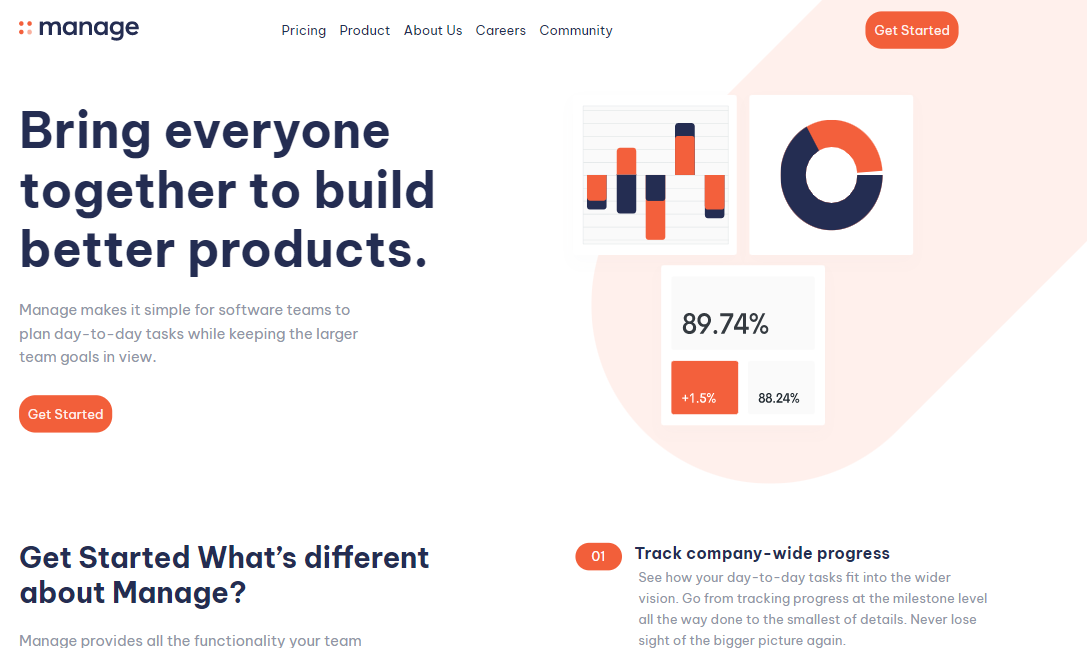 manage
Pricing Product About Us Careers Community
Get Started
Bring everyone
together to build
better products.
Manage makes it simple for software teams to
plan day-to-day tasks while keeping the larger
team goals in view.
Get Started
89.74%
+1.5%
88.24%
Get Started What's different
about Manage?
Manage provides all the functionality your team
01
Track company-wide progress
See how your day-to-day tasks fit into the wider
vision. Go from tracking progress at the milestone level
all the way done to the smallest of details. Never lose
sight of the bigger picture again.